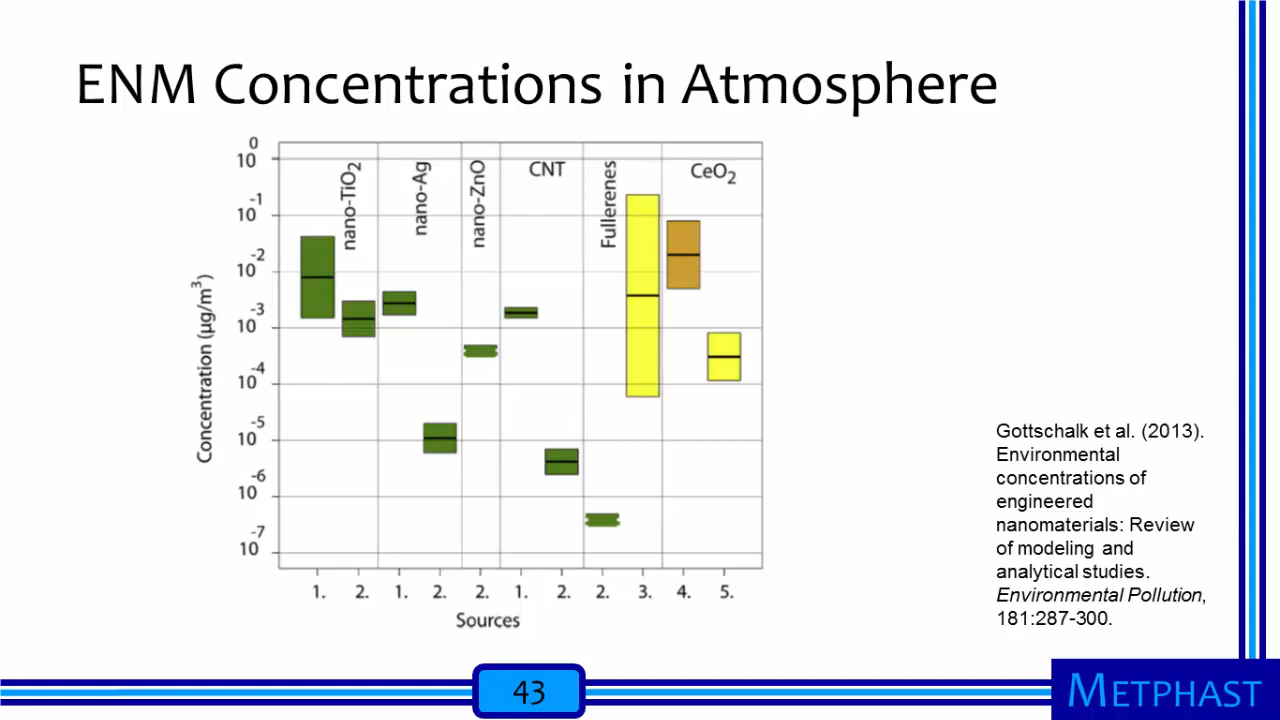 ENM Concentrations in Atmosphere
0
10
-1
10
-2
10
-3
10
-4
10
-5
10
-6
10
-7
10
Concentration (µg/m³)
nano-TiO₂
nano-Ag
nano-ZnO
CNT
Fullerenes
CeO₂
1. 2. 1. 2. 2. 1. 2. 2. 3. 4. 5.
Sources
Gottschalk et al. (2013).
Environmental
concentrations of
engineered
nanomaterials: Review
of modeling and
analytical studies.
Environmental Pollution,
181:287-300.
43
METPHAST